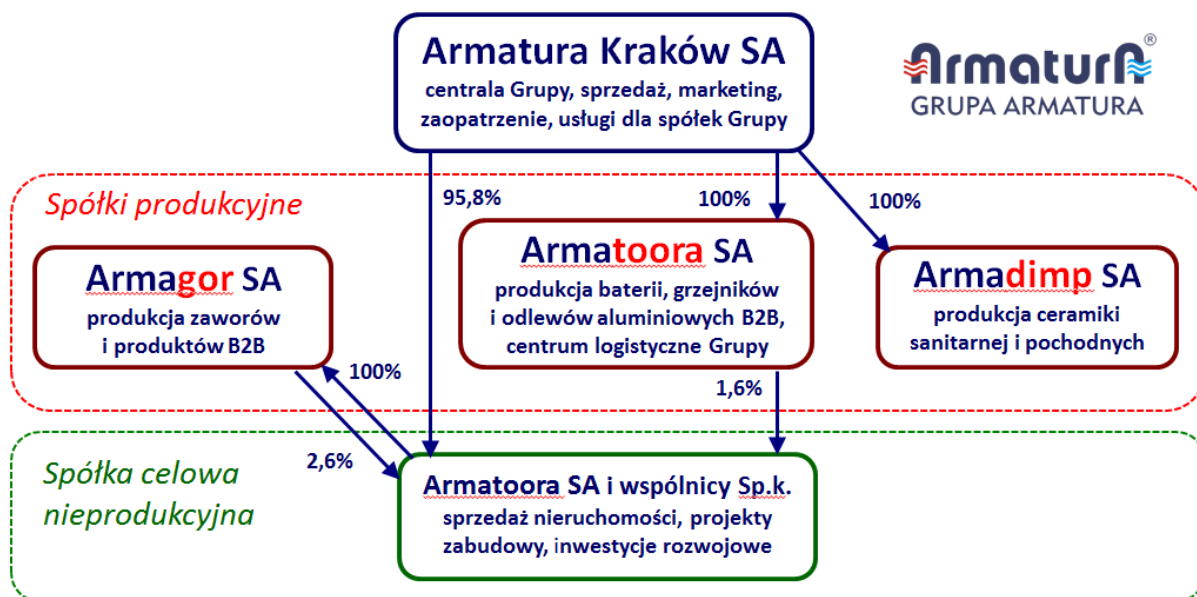 Armatura Kraków SA
centrala Grupy, sprzedaż, marketing,
zaopatrzenie, usługi dla spółek Grupy
ArmaturA®
GRUPA ARMATURA
Spółki produkcyjne
95,8%
100%
100%
Armagor SA
produkcja zaworów
i produktów B2B
Armatoora SA
produkcja baterii, grzejników
i odlewów aluminiowych B2B,
centrum logistyczne Grupy
Armadimp SA
produkcja ceramiki
sanitarnej i pochodnych
100%
1,6%
2,6%
Spółka celowa
nieprodukcyjna
Armatoora SA i wspólnicy Sp.k.
sprzedaż nieruchomości, projekty
zabudowy, inwestycje rozwojowe